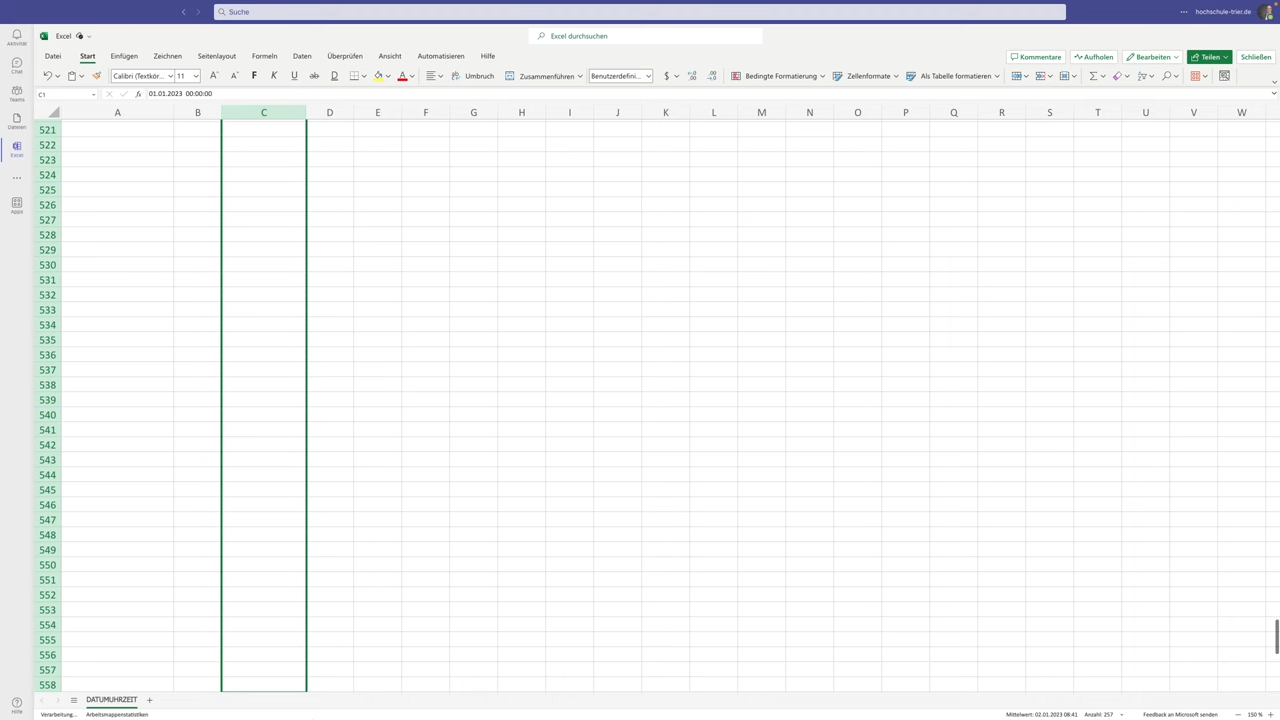 Suche
hochschule-trier.de
Aktivität
Chat
Teams
Dateien
Excel
Apps
Hilfe
Excel
Excel durchsuchen
Datei Start Einfügen Zeichnen Seitenlayout Formeln Daten Überprüfen Ansicht Automatisieren Hilfe
Kommentare Aufholen Bearbeiten Teilen Schließen
Calibri (Textkör... 11 A A F K U ab D A Umbruch Zusammenführen Benutzerdefini... $ Bedingte Formatierung Zellenformate Als Tabelle formatieren
C1 fx 01.01.2023 00:00:00
A B C D E F G H I J K L M N O P Q R S T U V W
521
522
523
524
525
526
527
528
529
530
531
532
533
534
535
536
537
538
539
540
541
542
543
544
545
546
547
548
549
550
551
552
553
554
555
556
557
558
DATUMUHRZEIT
Verarbeitung... Arbeitsmappenstatistiken Mittelwert: 02.01.2023 08:41 Anzahl: 257 Feedback an Microsoft senden 150 %